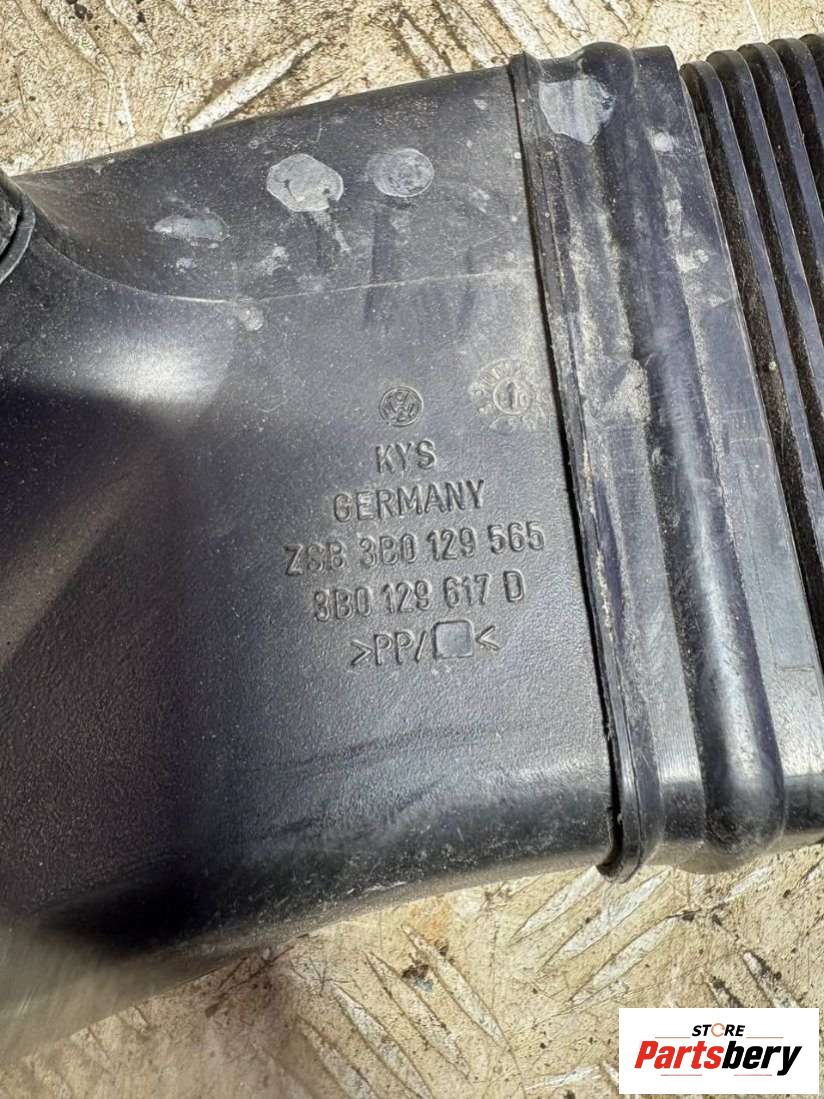 KYS
GERMANY
ZSB 3B0 129 565
3B0 129 617 D
>PP/□<
STORE
Partsbery